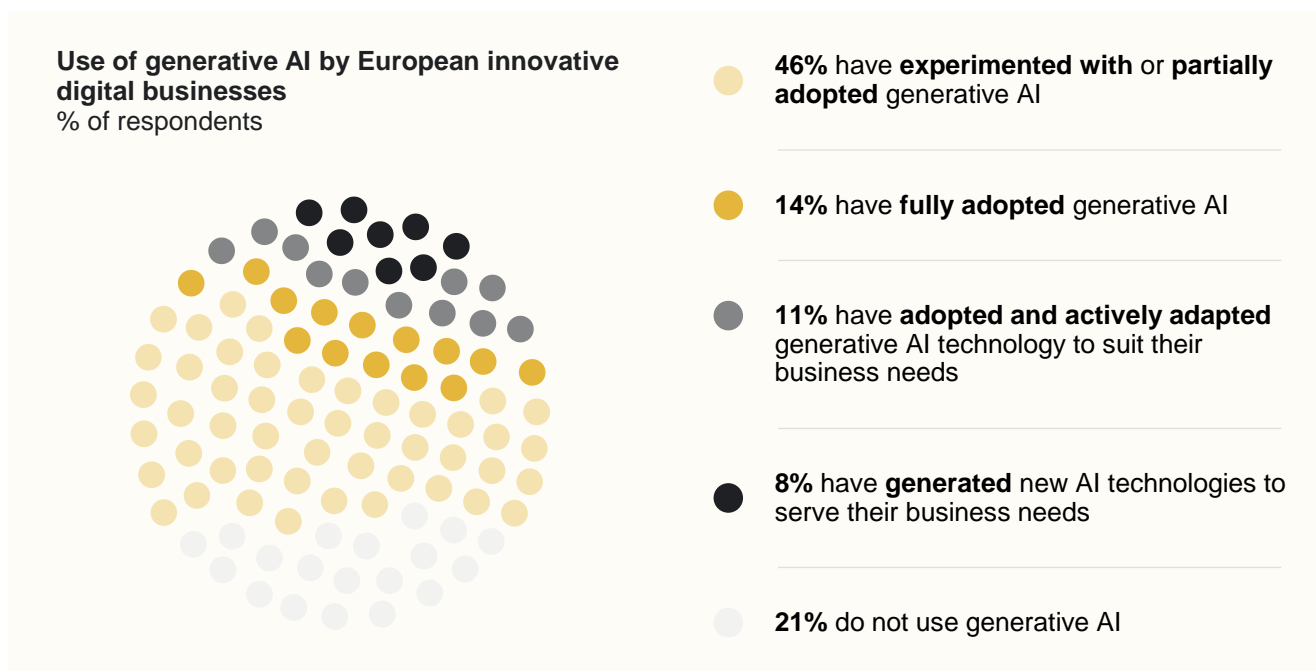 Use of generative AI by European innovative
digital businesses
% of respondents
46% have experimented with or partially
adopted generative AI
14% have fully adopted generative AI
11% have adopted and actively adapted
generative AI technology to suit their
business needs
8% have generated new AI technologies to
serve their business needs
21% do not use generative AI